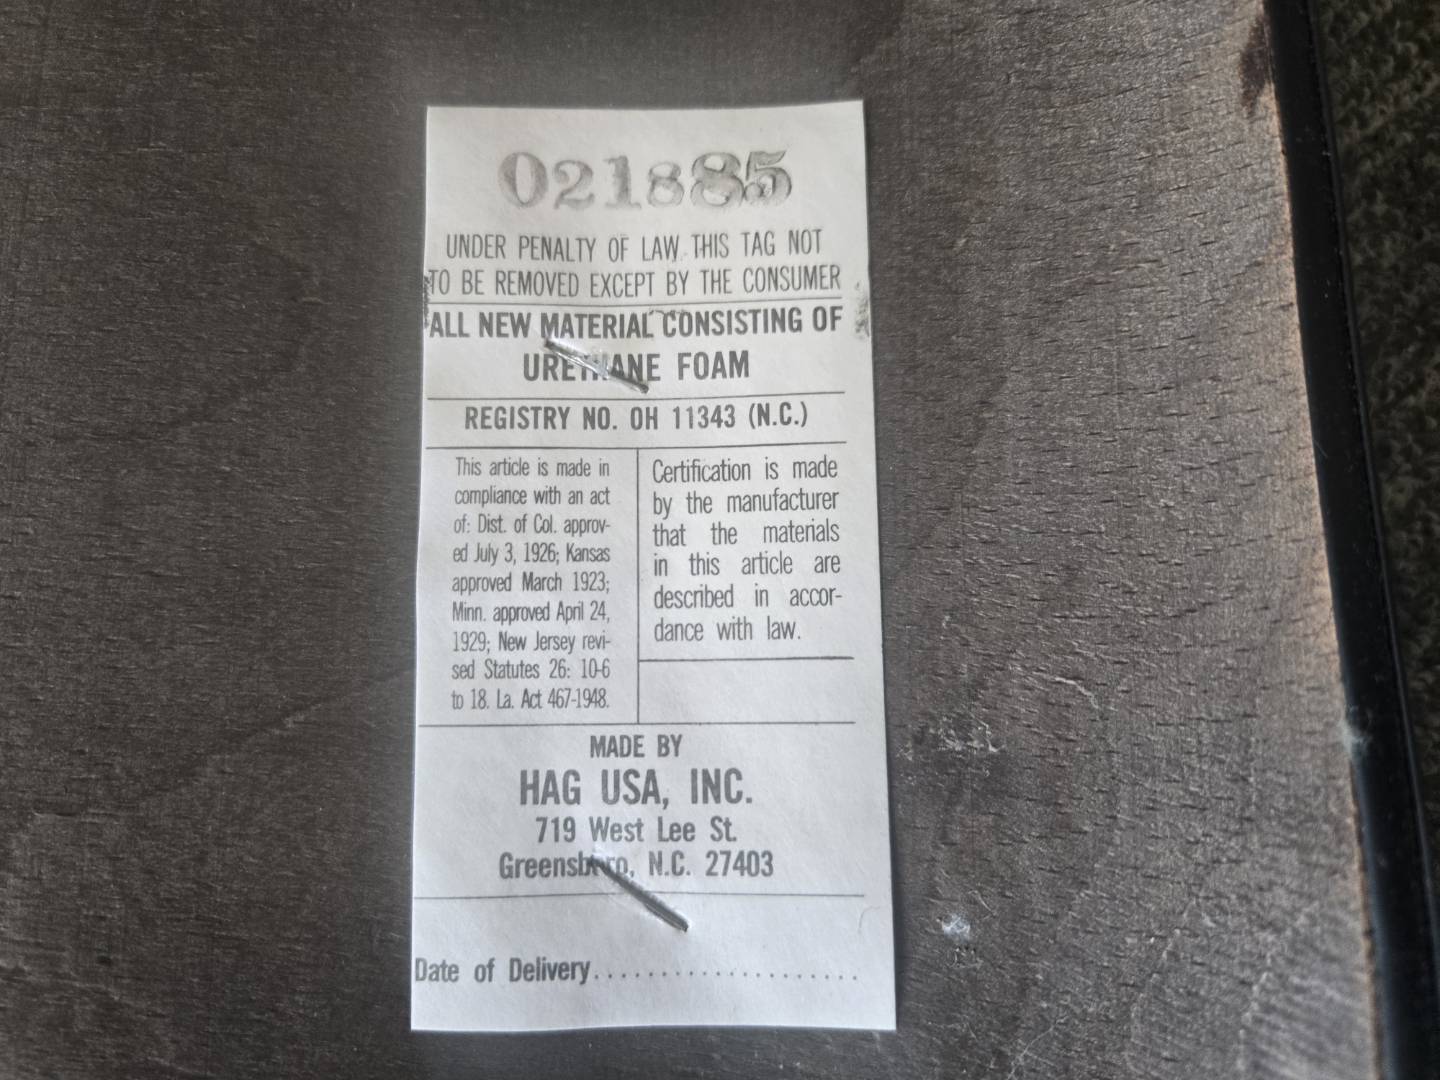 021885
UNDER PENALTY OF LAW THIS TAG NOT
TO BE REMOVED EXCEPT BY THE CONSUMER
ALL NEW MATERIAL CONSISTING OF
URETHANE FOAM
REGISTRY NO. OH 11343 (N.C.)
This article is made in
compliance with an act
of: Dist. of Col. approv-
ed July 3, 1926; Kansas
approved March 1923;
Minn. approved April 24,
1929; New Jersey revi-
sed Statutes 26: 10-6
to 18. La. Act 467-1948.
Certification is made
by the manufacturer
that the materials
in this article are
described in accor-
dance with law.
MADE BY
HAG USA, INC.
719 West Lee St.
Greensboro, N.C. 27403
Date of Delivery....................